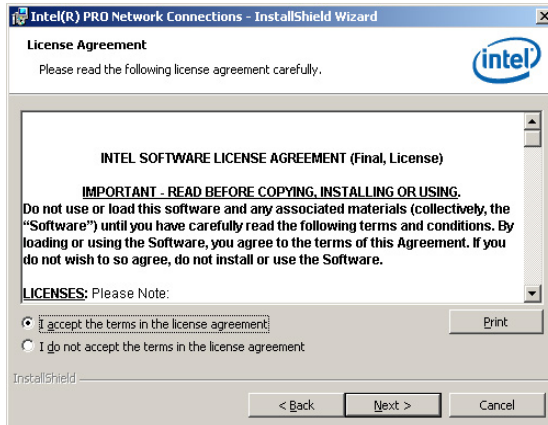 Intel(R) PRO Network Connections - InstallShield Wizard
License Agreement
Please read the following license agreement carefully.
intel
INTEL SOFTWARE LICENSE AGREEMENT (Final, License)
IMPORTANT - READ BEFORE COPYING, INSTALLING OR USING.
Do not use or load this software and any associated materials (collectively, the
“Software”) until you have carefully read the following terms and conditions. By
loading or using the Software, you agree to the terms of this Agreement. If you
do not wish to so agree, do not install or use the Software.
LICENSES: Please Note:
I accept the terms in the license agreement
Print
I do not accept the terms in the license agreement
InstallShield
< Back
Next >
Cancel